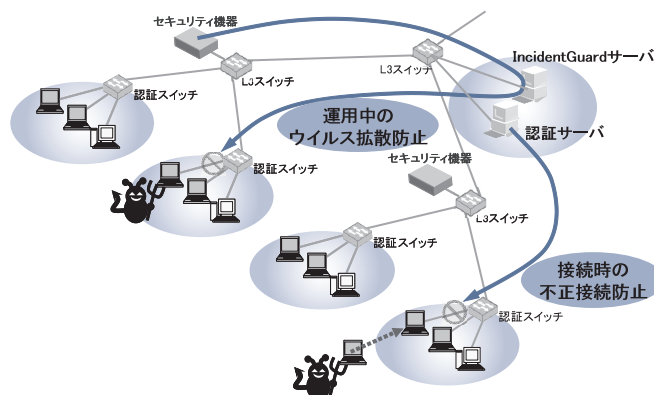 セキュリティ機器
IncidentGuardサーバ
L3スイッチ
L3スイッチ
認証スイッチ
認証サーバ
運用中の
ウイルス拡散防止
認証スイッチ
セキュリティ機器
L3スイッチ
認証スイッチ
接続時の
不正接続防止
認証スイッチ